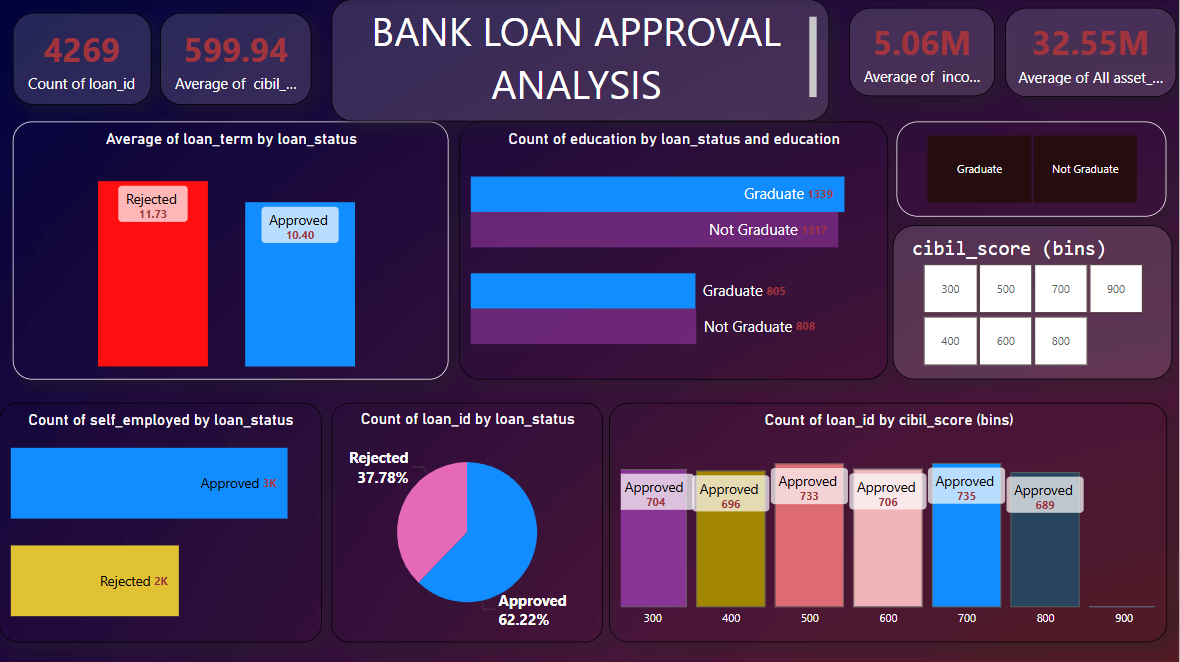 4269
Count of loan_id
599.94
Average of cibil_...
BANK LOAN APPROVAL
ANALYSIS
5.06M
Average of inco...
32.55M
Average of All asset_...
Average of loan_term by loan_status
Rejected
11.73
Approved
10.40
Count of education by loan_status and education
Graduate 1339
Not Graduate 1317
Graduate 805
Not Graduate 808
Graduate Not Graduate
cibil_score (bins)
300 500 700 900
400 600 800
Count of self_employed by loan_status
Approved 3K
Rejected 2K
Count of loan_id by loan_status
Rejected
37.78%
Approved
62.22%
Count of loan_id by cibil_score (bins)
Approved
704
Approved
696
Approved
733
Approved
706
Approved
735
Approved
689
300 400 500 600 700 800 900